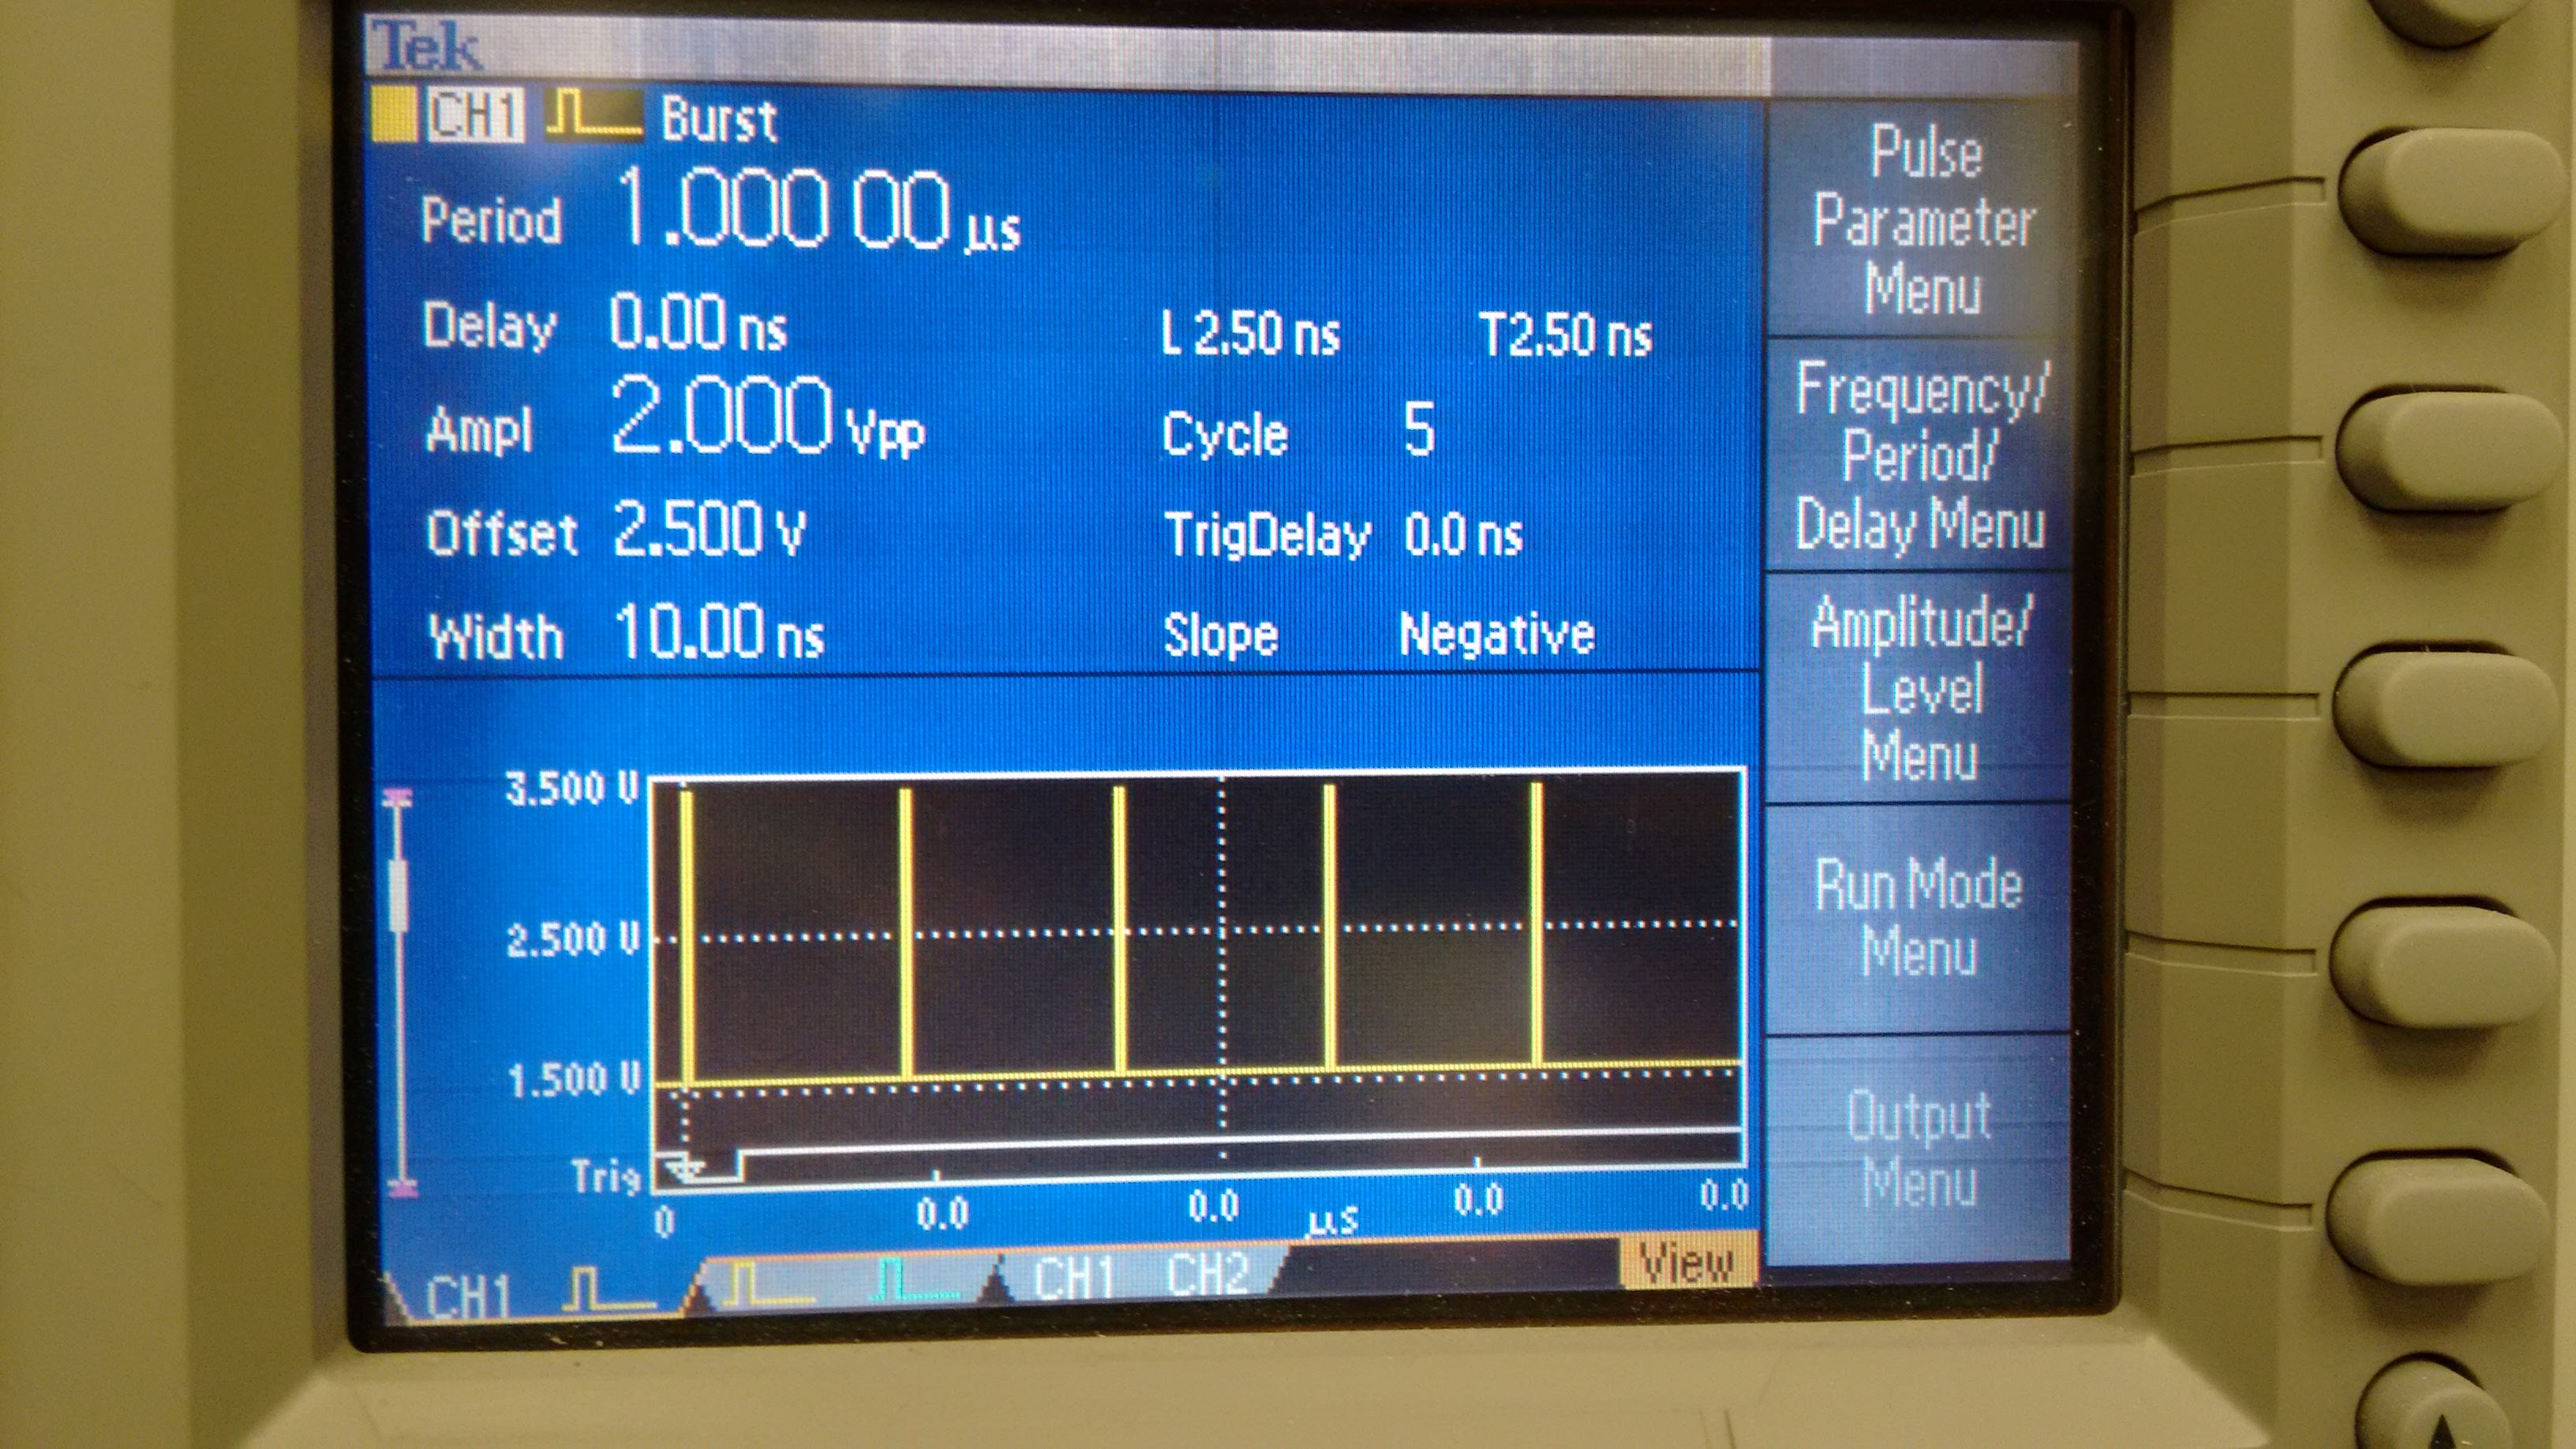 Tek
CH1 Burst
Period 1.000 00 µs
Delay 0.00 ns L 2.50 ns T2.50 ns
Ampl 2.000 Vpp Cycle 5
Offset 2.500 V TrigDelay 0.0 ns
Width 10.00 ns Slope Negative
3.500 V
2.500 V
1.500 V
Trig
0 0.0 0.0 µs 0.0 0.0
CH1 CH1 CH2 View
Pulse
Parameter
Menu
Frequency/
Period/
Delay Menu
Amplitude/
Level
Menu
Run Mode
Menu
Output
Menu